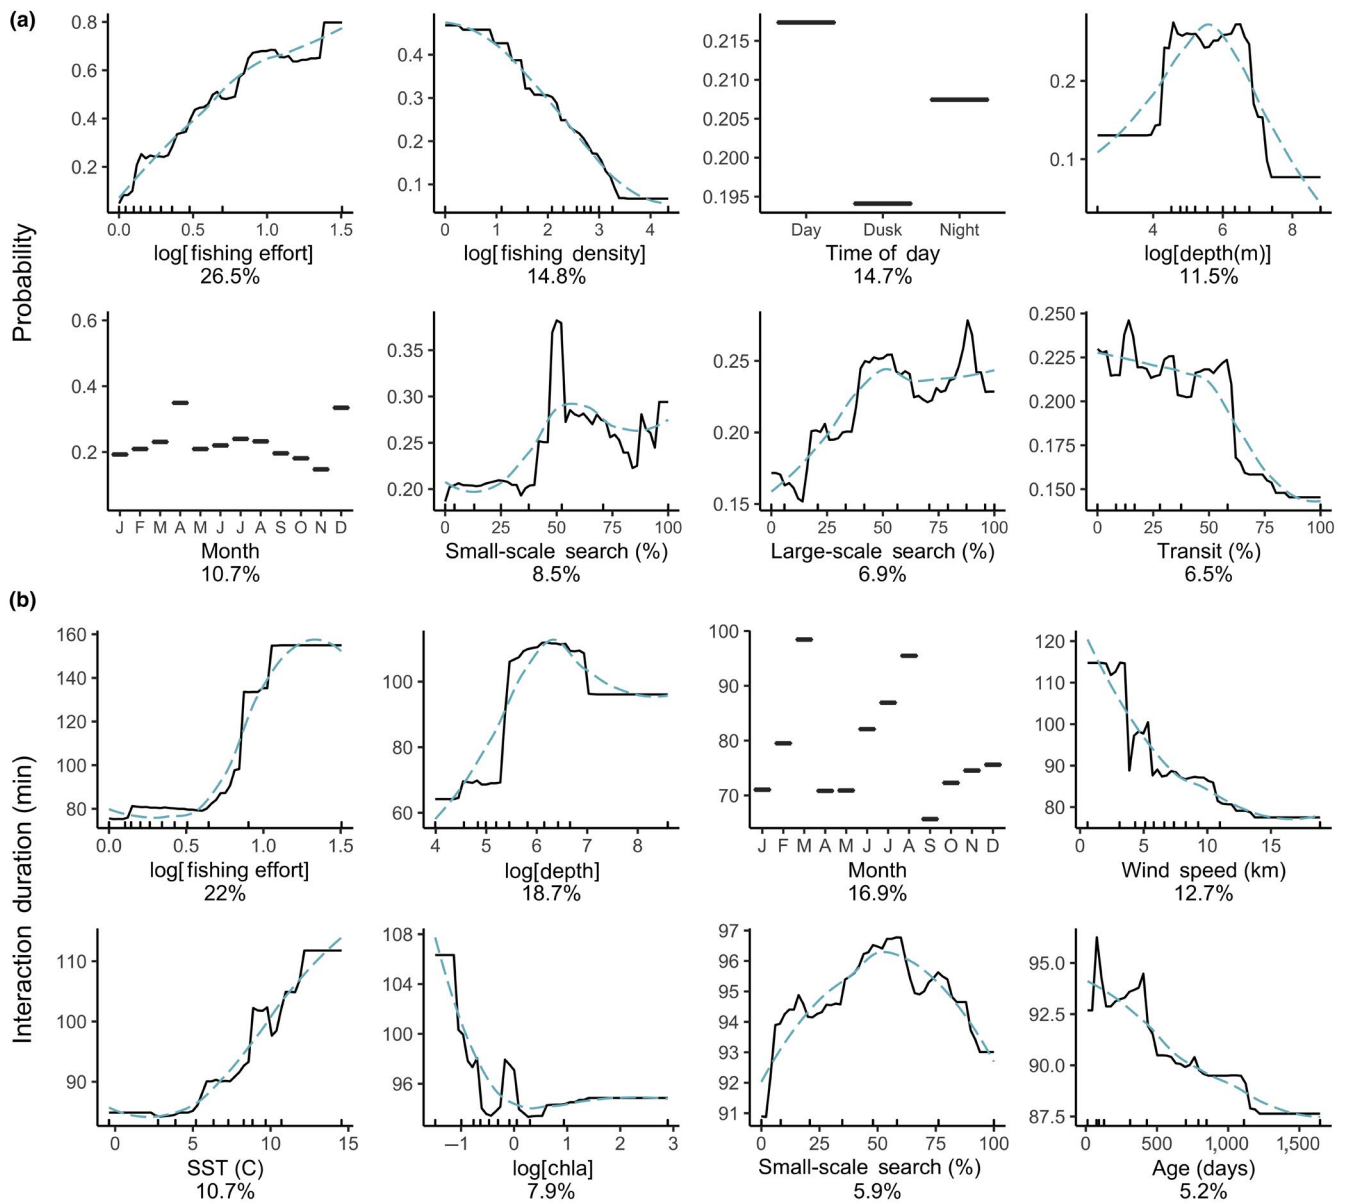 (a)
Probability
0.8
0.6
0.4
0.2
0.0 0.5 1.0 1.5
log[fishing effort]
26.5%
0.4
0.3
0.2
0.1
0 1 2 3 4
log[fishing density]
14.8%
0.215
0.210
0.205
0.200
0.195
Day Dusk Night
Time of day
14.7%
0.2
0.1
4 6 8
log[depth(m)]
11.5%
0.6
0.4
0.2
J F M A M J J A S O N D
Month
10.7%
0.35
0.30
0.25
0.20
0 25 50 75 100
Small-scale search (%)
8.5%
0.25
0.20
0.15
0 25 50 75 100
Large-scale search (%)
6.9%
0.250
0.225
0.200
0.175
0.150
0 25 50 75 100
Transit (%)
6.5%
(b)
Interaction duration (min)
160
140
120
100
80
0.0 0.5 1.0 1.5
log[fishing effort]
22%
100
80
60
4 5 6 7 8
log[depth]
18.7%
100
90
80
70
J F M A M J J A S O N D
Month
16.9%
120
110
100
90
80
0 5 10 15
Wind speed (km)
12.7%
110
100
90
0 5 10 15
SST (C)
10.7%
108
104
100
96
−1 0 1 2 3
log[chla]
7.9%
97
96
95
94
93
92
91
0 25 50 75 100
Small-scale search (%)
5.9%
95.0
92.5
90.0
87.5
0 500 1,000 1,500
Age (days)
5.2%